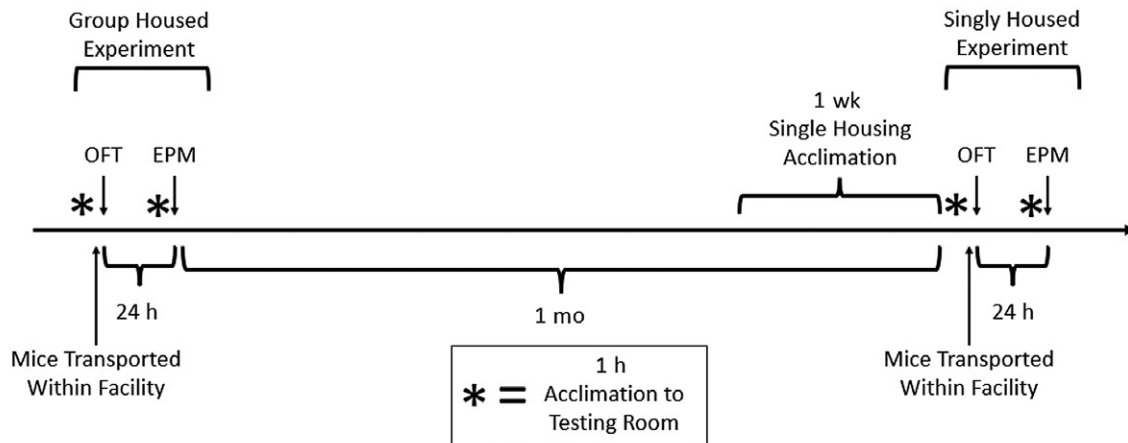 Group Housed
Experiment
Singly Housed
Experiment
1 wk
Single Housing
Acclimation
OFT
EPM
OFT
EPM
*
*
*
*
24 h
1 mo
24 h
Mice Transported
Within Facility
Mice Transported
Within Facility
1 h
* = Acclimation to
Testing Room